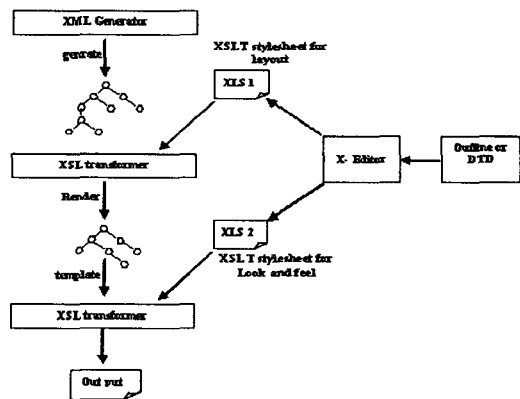 XML Generator
genrate
XSLT stylesheet for
layout
XLS 1
XSL transformer
X- Editor
Outline or
DTD
Render
XLS 2
XSLT stylesheet for
Look and feel
template
XSL transformer
Out put